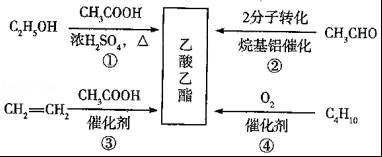 C₂H₅OH CH₃COOH 浓H₂SO₄，△ ①
乙酸乙酯
2分子转化 烷基铝催化 ② CH₃CHO
CH₂=CH₂ CH₃COOH 催化剂 ③
O₂ 催化剂 ④ C₄H₁₀